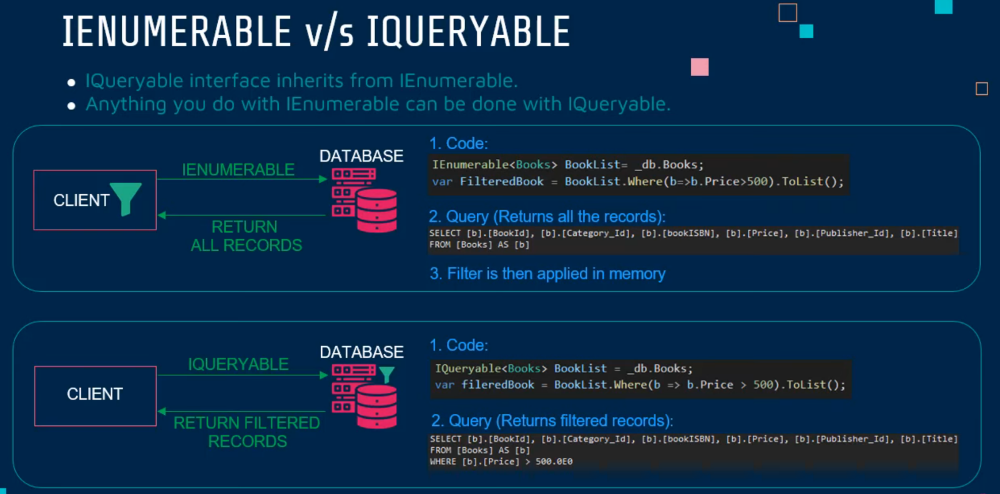 IENUMERABLE v/s IQUERYABLE
IQueryable interface inherits from IEnumerable.
Anything you do with IEnumerable can be done with IQueryable.
CLIENT
IENUMERABLE
RETURN
ALL RECORDS
DATABASE
1. Code:
IEnumerable<Books> BookList= _db.Books;
var FilteredBook = BookList.Where(b=>b.Price>500).ToList();
2. Query (Returns all the records):
SELECT [b].[BookId], [b].[Category_Id], [b].[bookISBN], [b].[Price], [b].[Publisher_Id], [b].[Title]
FROM [Books] AS [b]
3. Filter is then applied in memory
CLIENT
IQUERYABLE
RETURN FILTERED
RECORDS
DATABASE
1. Code:
IQueryable<Books> BookList = _db.Books;
var fileredBook = BookList.Where(b => b.Price > 500).ToList();
2. Query (Returns filtered records):
SELECT [b].[BookId], [b].[Category_Id], [b].[bookISBN], [b].[Price], [b].[Publisher_Id], [b].[Title]
FROM [Books] AS [b]
WHERE [b].[Price] > 500.0E0